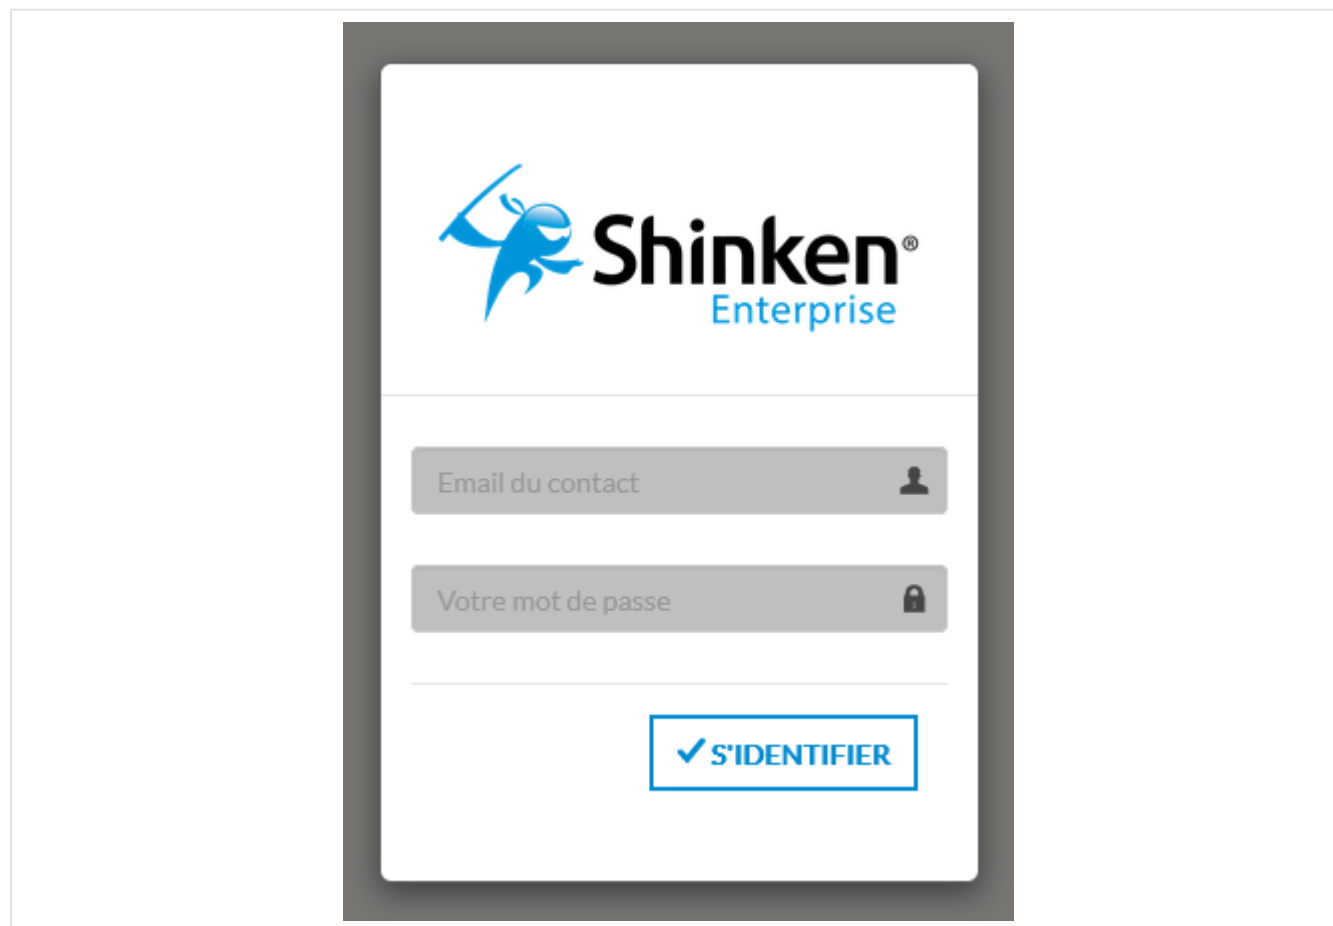 Shinken®
Enterprise
Email du contact
Votre mot de passe
S'IDENTIFIER